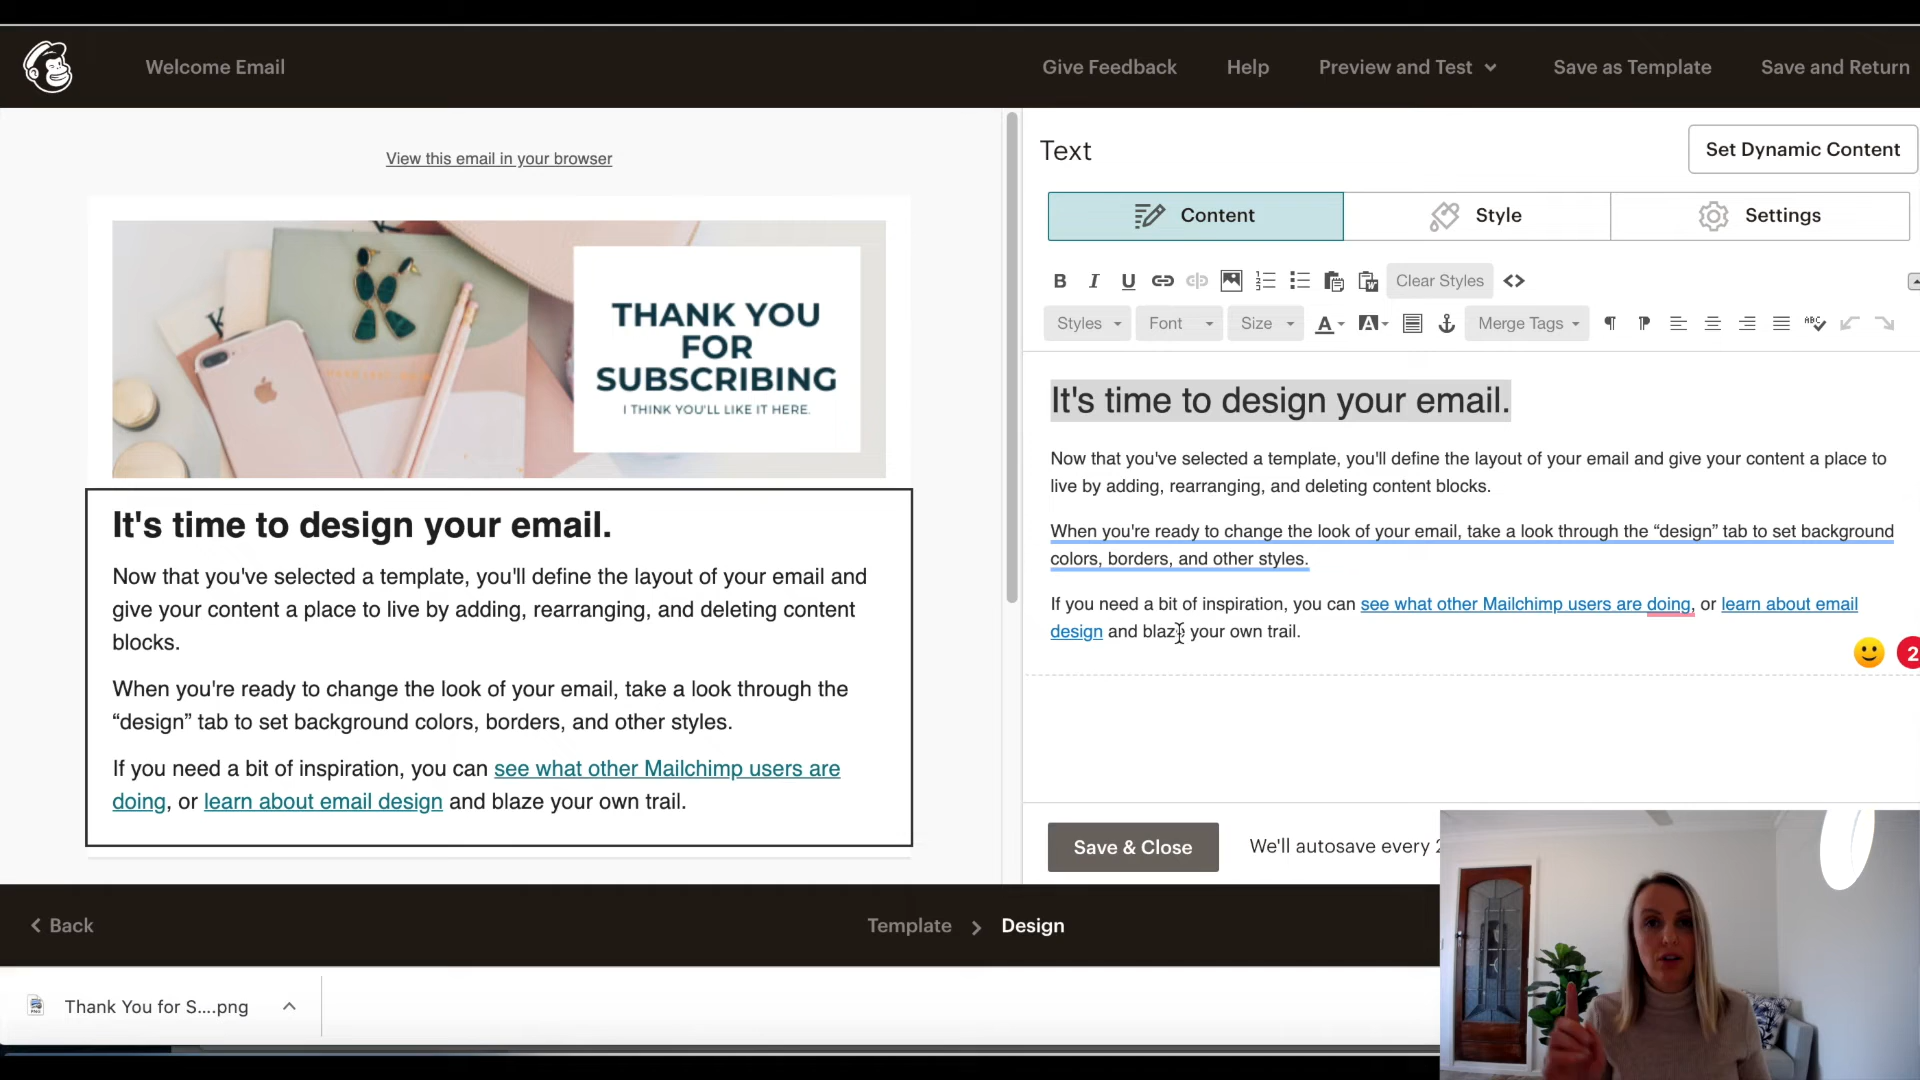 Welcome Email
Give Feedback
Help
Preview and Test
Save as Template
Save and Return
View this email in your browser
THANK YOU
FOR
SUBSCRIBING
I THINK YOU'LL LIKE IT HERE.
It's time to design your email.
Now that you've selected a template, you'll define the layout of your email and
give your content a place to live by adding, rearranging, and deleting content
blocks.
When you're ready to change the look of your email, take a look through the
“design” tab to set background colors, borders, and other styles.
If you need a bit of inspiration, you can see what other Mailchimp users are
doing, or learn about email design and blaze your own trail.
Text
Set Dynamic Content
Content
Style
Settings
B I U
Clear Styles
Styles
Font
Size
A
A
Merge Tags
ABC
It's time to design your email.
Now that you've selected a template, you'll define the layout of your email and give your content a place to
live by adding, rearranging, and deleting content blocks.
When you're ready to change the look of your email, take a look through the “design” tab to set background
colors, borders, and other styles.
If you need a bit of inspiration, you can see what other Mailchimp users are doing, or learn about email
design and blaze your own trail.
2
Save & Close
We'll autosave every
Back
Template
Design
PNG
Thank You for S....png